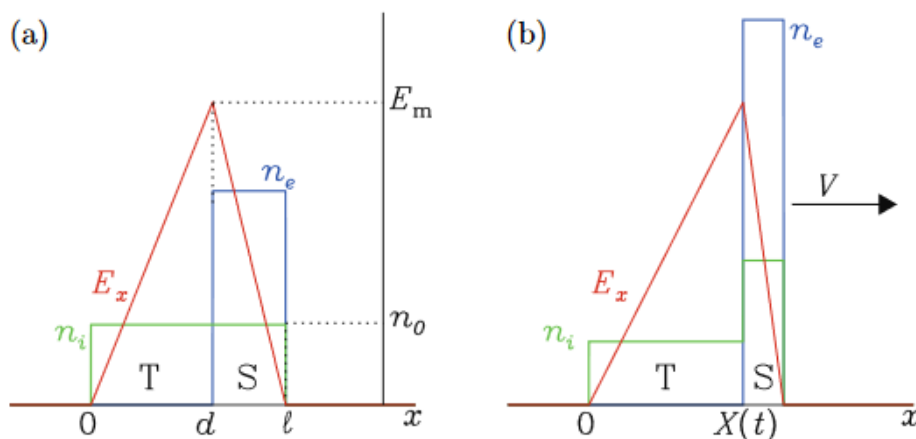 (a)
E_m
n_e
E_x
n_0
n_i
T
S
0
d
ℓ
x
(b)
n_e
V
E_x
n_i
T
S
0
X(t)
x